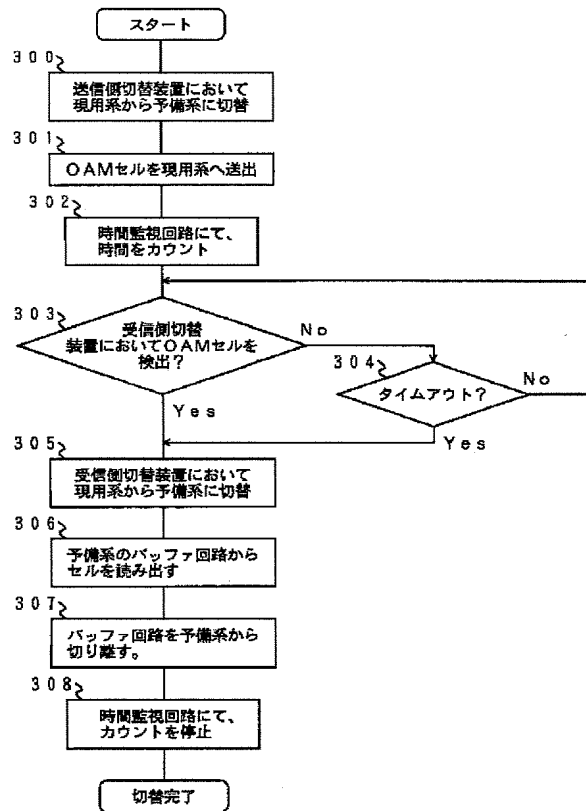 スタート
300
送信側切替装置において
現用系から予備系に切替
301
OAMセルを現用系へ送出
302
時間監視回路にて、
時間をカウント
303
受信側切替
装置においてOAMセルを
検出?
No
304
タイムアウト?
No
Yes
Yes
305
受信側切替装置において
現用系から予備系に切替
306
予備系のバッファ回路から
セルを読み出す
307
バッファ回路を予備系から
切り離す。
308
時間監視回路にて、
カウントを停止
切替完了